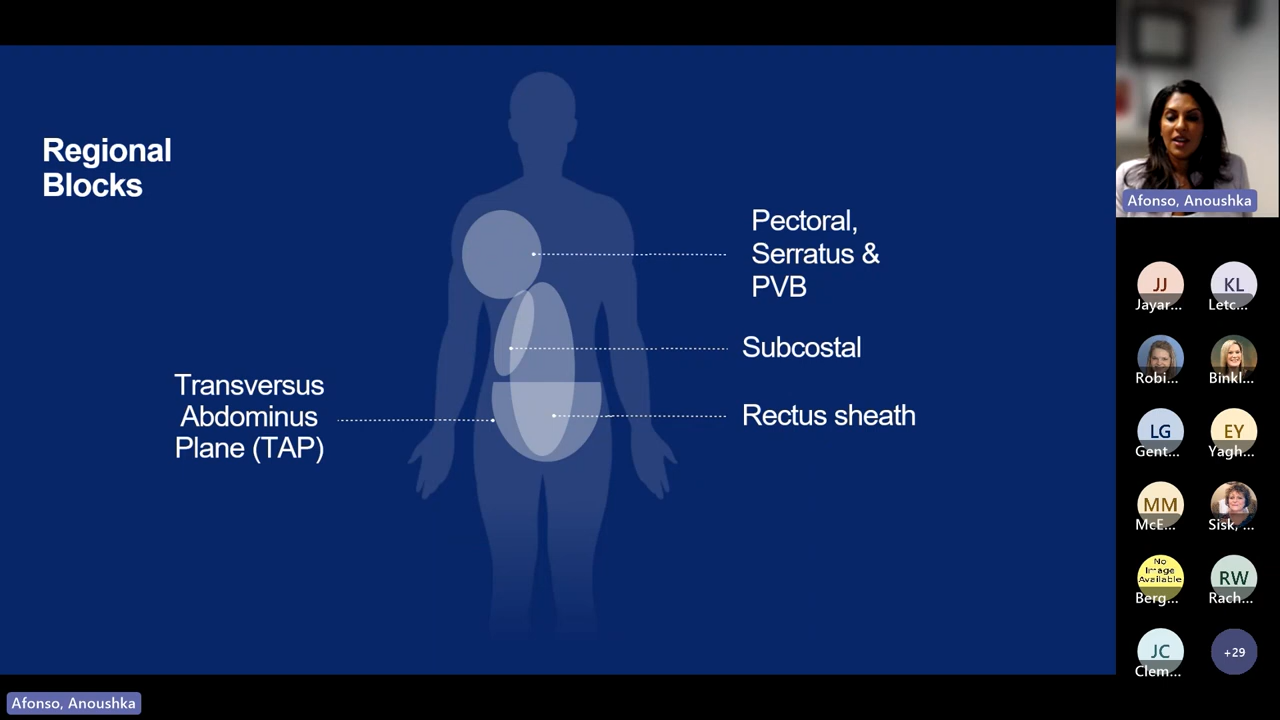 Regional
Blocks
Pectoral,
Serratus &
PVB
Subcostal
Transversus
Abdominus
Plane (TAP)
Rectus sheath
Afonso, Anoushka
JJ
Jayar...
KL
Letc...
Robi...
Binkl...
LG
Gent...
EY
Yagh...
MM
McE...
Sisk, ...
No
Image
Available
Berg...
RW
Rach...
JC
Clem...
+29
Afonso, Anoushka